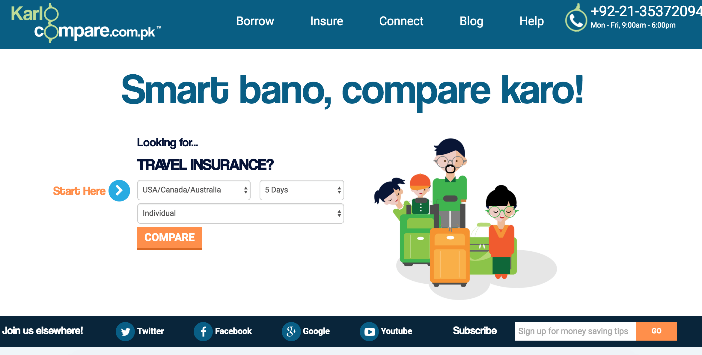 Karlo
compare.com.pk™
Borrow Insure Connect Blog Help
+92-21-35372094
Mon - Fri, 9:00am - 6:00pm
Smart bano, compare karo!
Looking for...
TRAVEL INSURANCE?
Start Here
USA/Canada/Australia 5 Days
Individual
COMPARE
Join us elsewhere! Twitter Facebook Google Youtube Subscribe Sign up for money saving tips GO